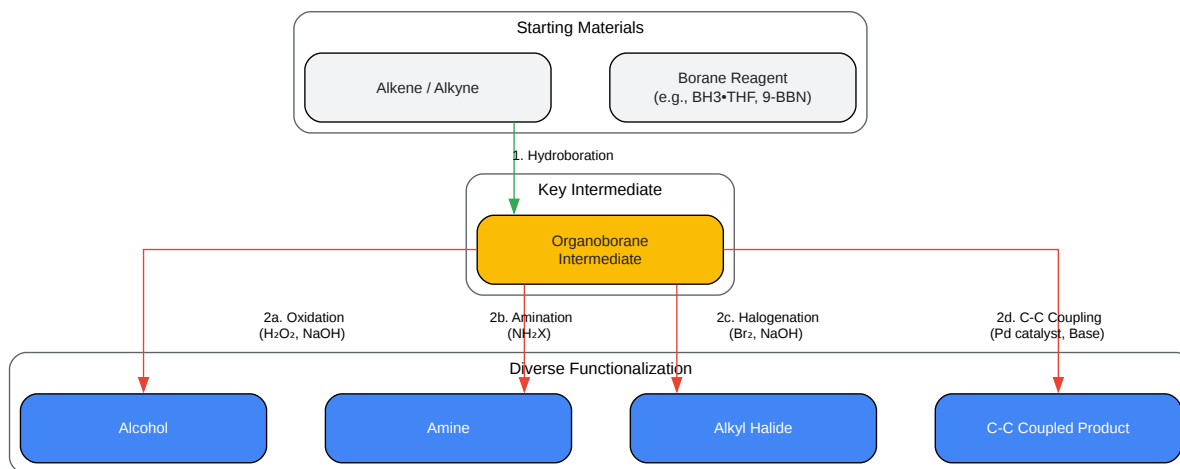 Starting Materials
Alkene / Alkyne
Borane Reagent
(e.g., BH3•THF, 9-BBN)
1. Hydroboration
Key Intermediate
Organoborane
Intermediate
2a. Oxidation
(H₂O₂, NaOH)
2b. Amination
(NH₂X)
2c. Halogenation
(Br₂, NaOH)
2d. C-C Coupling
(Pd catalyst, Base)
Diverse Functionalization
Alcohol
Amine
Alkyl Halide
C-C Coupled Product